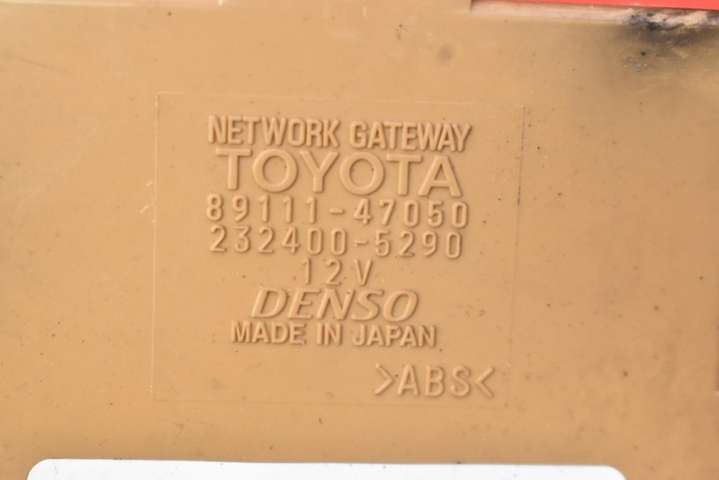 NETWORK GATEWAY
TOYOTA
89111-47050
232400-5290
12V
DENSO
MADE IN JAPAN
>ABS<